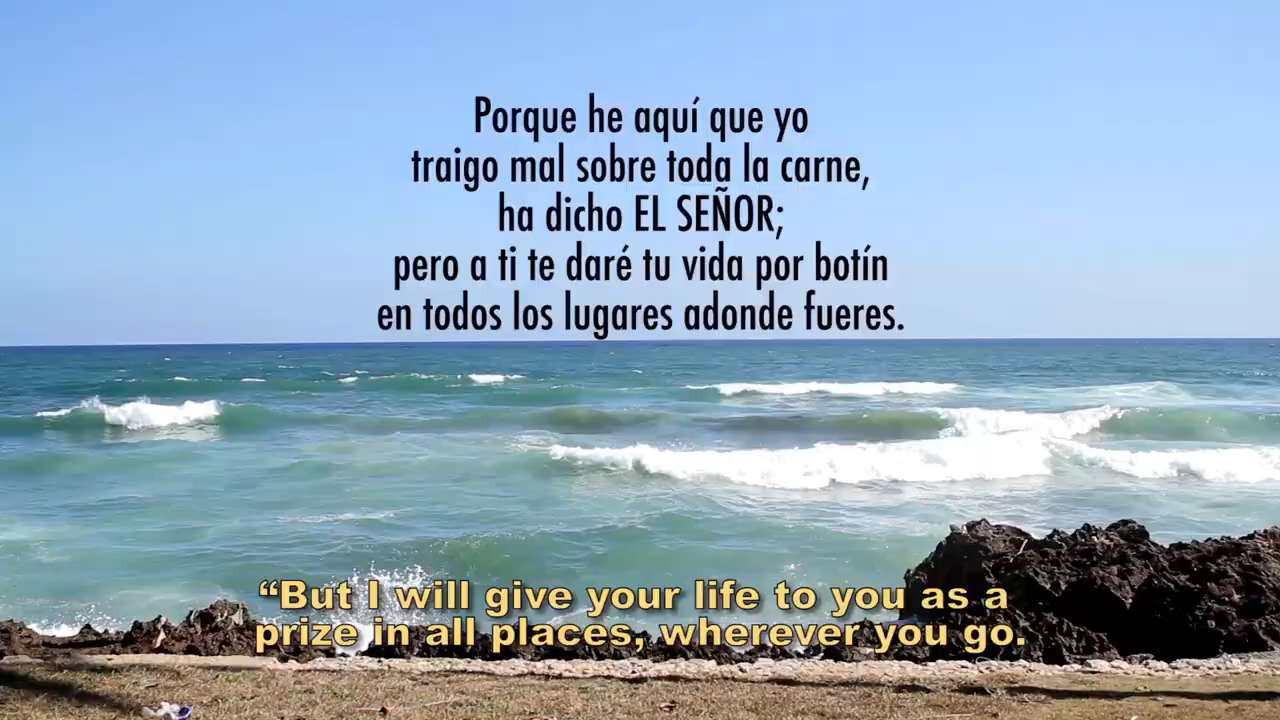 Porque he aquí que yo
traigo mal sobre toda la carne,
ha dicho EL SEÑOR;
pero a ti te daré tu vida por botín
en todos los lugares adonde fueres.
“But I will give your life to you as a
prize in all places, wherever you go.